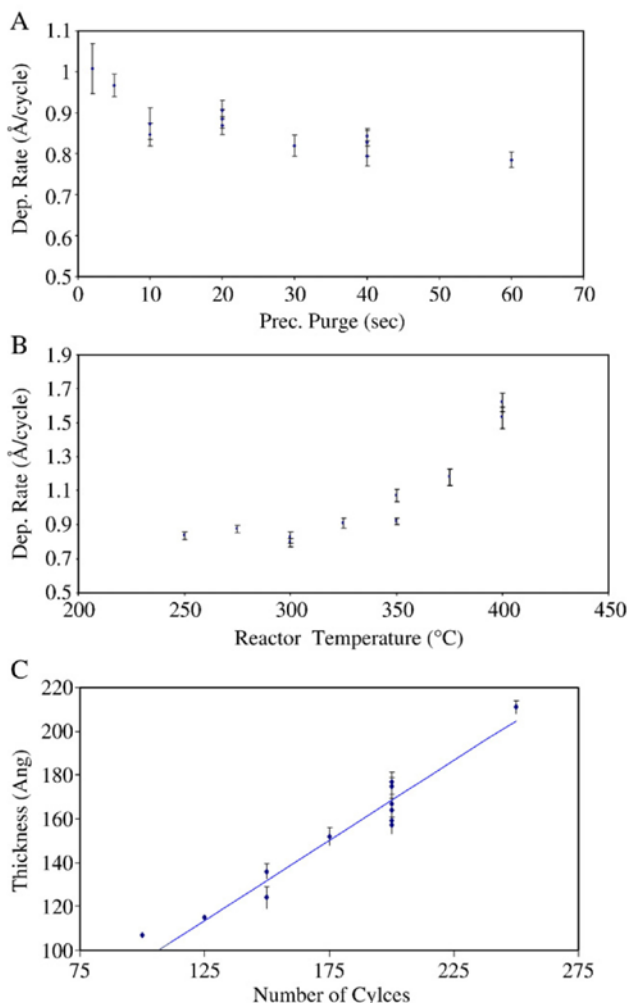 A
1.1
1
0.9
0.8
0.7
0.6
0.5
Dep. Rate (Å/cycle)
0 10 20 30 40 50 60 70
Prec. Purge (sec)
B
1.9
1.7
1.5
1.3
1.1
0.9
0.7
0.5
Dep. Rate (Å/cycle)
200 250 300 350 400 450
Reactor Temperature (°C)
C
220
200
180
160
140
120
100
Thickness (Ang)
75 125 175 225 275
Number of Cylces